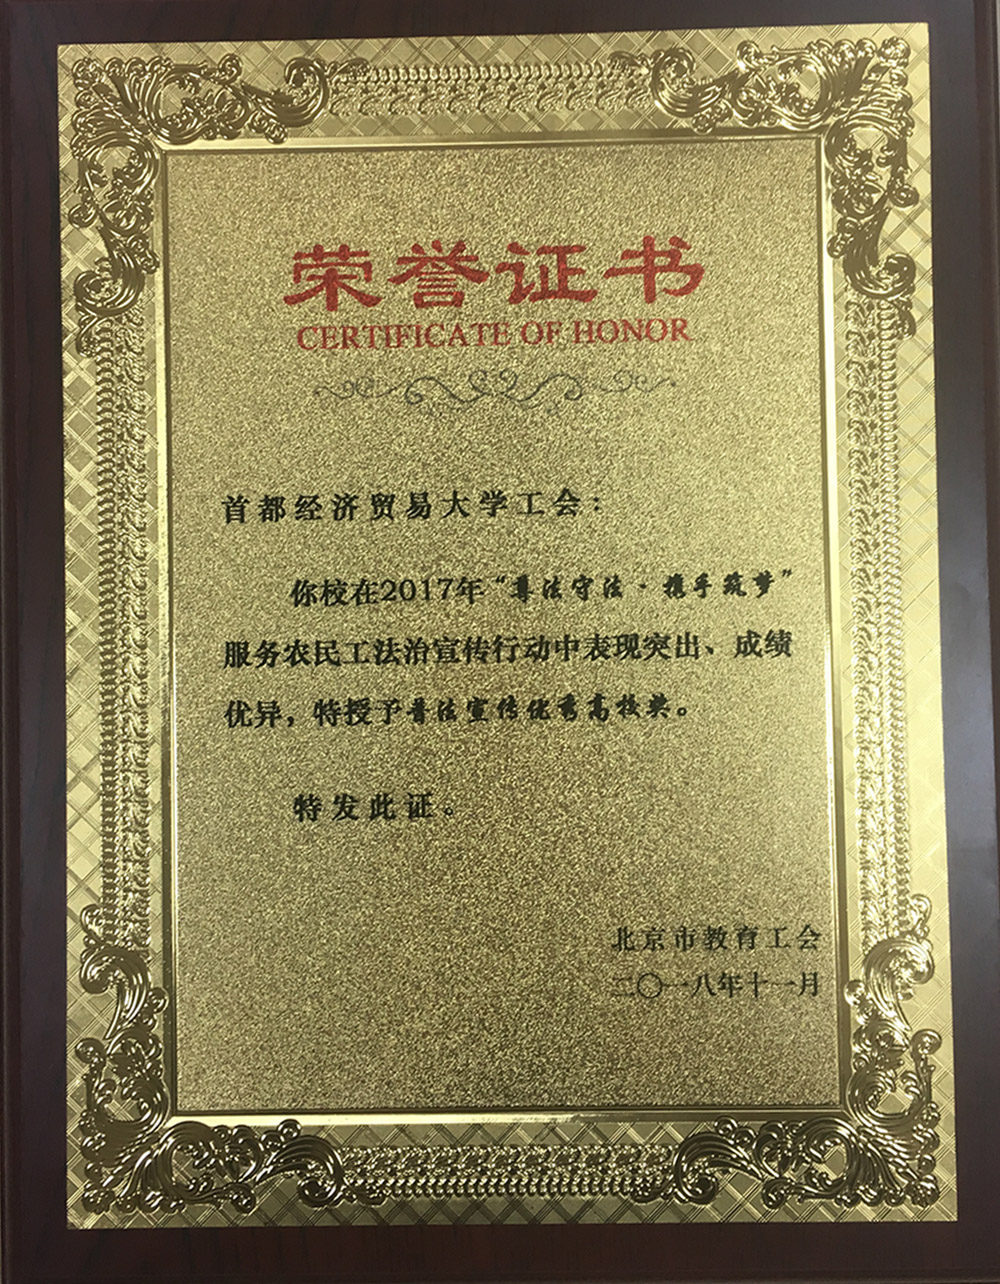 荣誉证书
CERTIFICATE OF HONOR
首都经济贸易大学工会：
你校在2017年“尊法守法·携手筑梦”
服务农民工法治宣传行动中表现突出、成绩
优异，特授予普法宣传优秀高校奖。
特发此证。
北京市教育工会
二〇一八年十一月